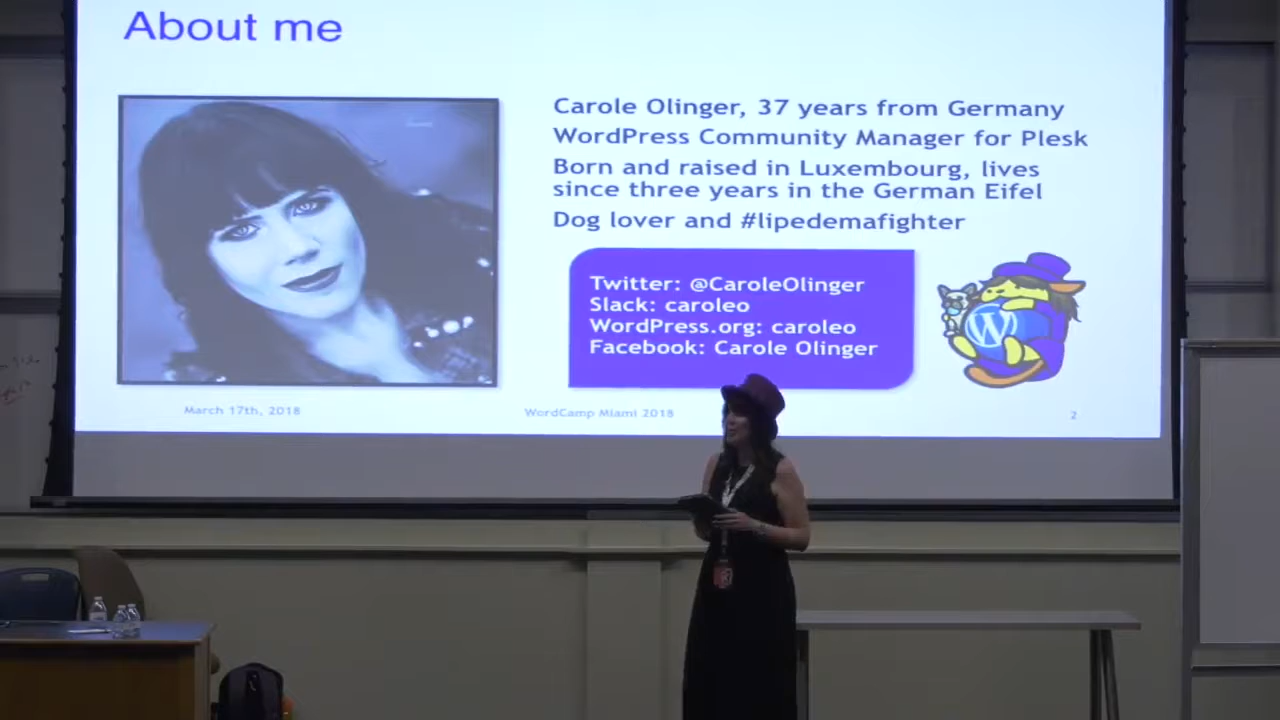 About me
Carole Olinger, 37 years from Germany
WordPress Community Manager for Plesk
Born and raised in Luxembourg, lives
since three years in the German Eifel
Dog lover and #lipedemafighter
Twitter: @CaroleOlinger
Slack: caroleo
WordPress.org: caroleo
Facebook: Carole Olinger
W
March 17th, 2018
WordCamp Miami 2018
2